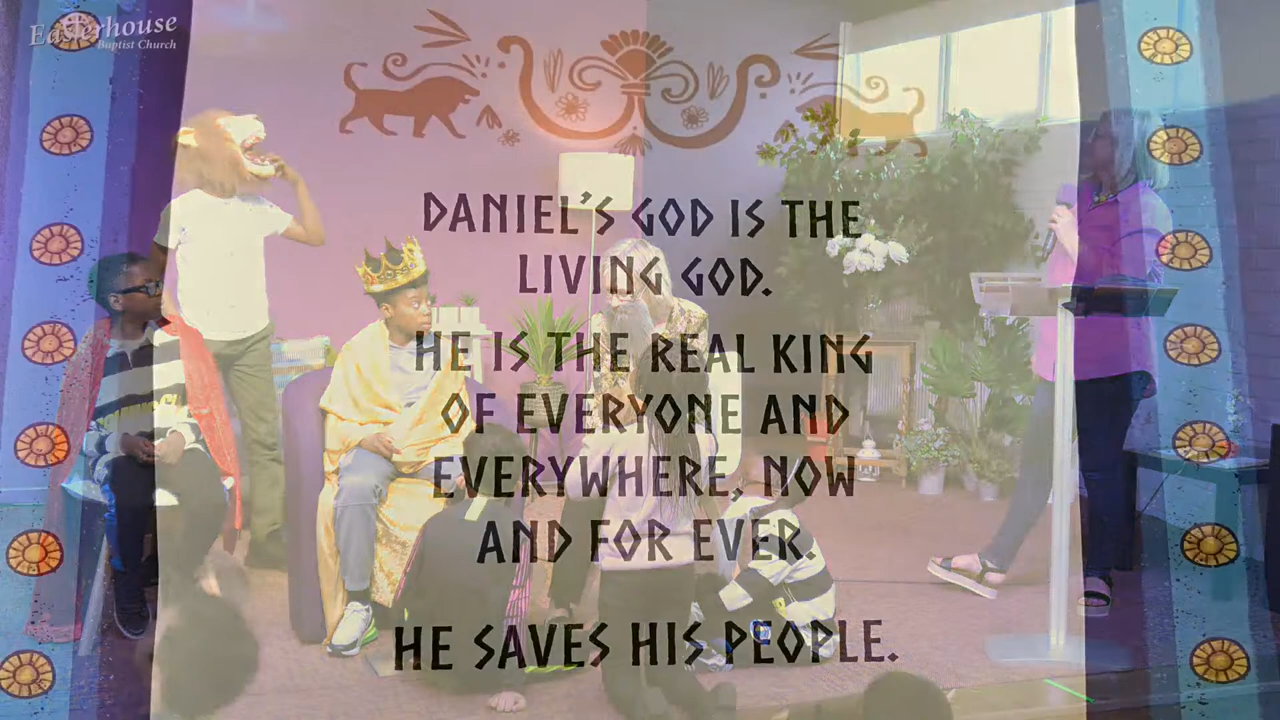 Easterhouse
Baptist Church
DANIEL'S GOD IS THE
LIVING GOD.
HE IS THE REAL KING
OF EVERYONE AND
EVERYWHERE, NOW
AND FOR EVER.
HE SAVES HIS PEOPLE.